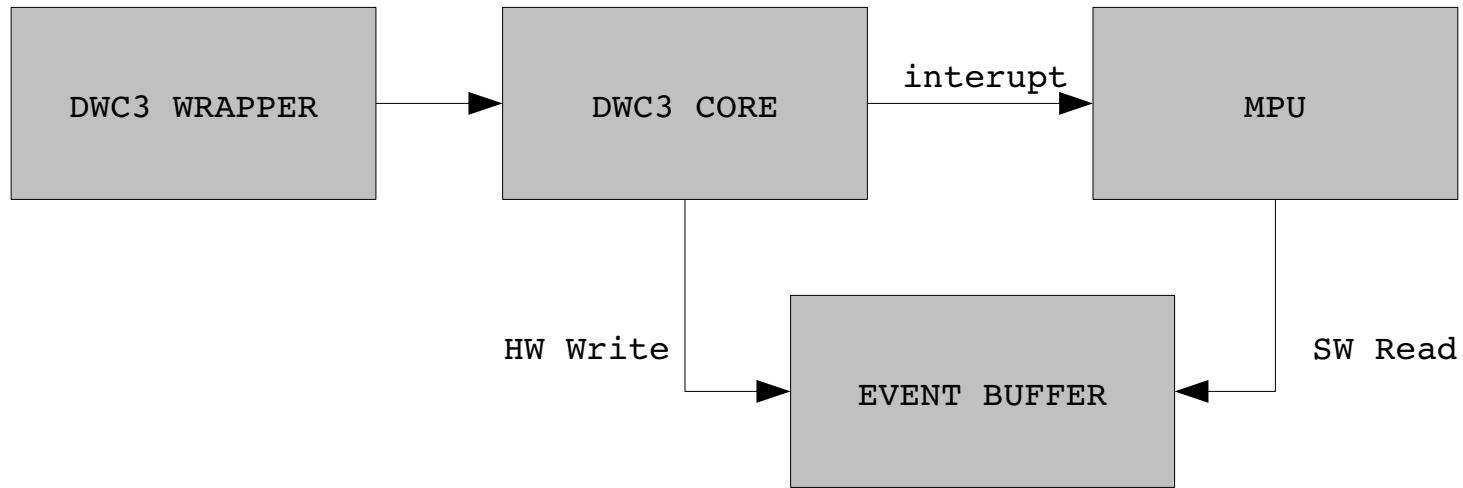 DWC3 WRAPPER
DWC3 CORE
interupt
MPU
HW Write
SW Read
EVENT BUFFER